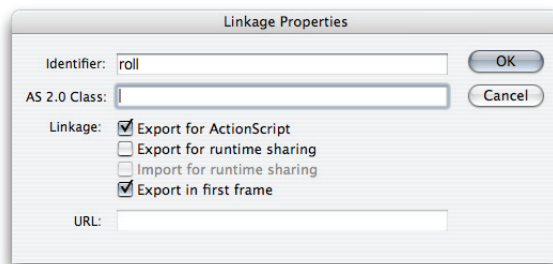 Linkage Properties
Identifier: roll OK
AS 2.0 Class: Cancel
Linkage: Export for ActionScript
Export for runtime sharing
Import for runtime sharing
Export in first frame
URL: